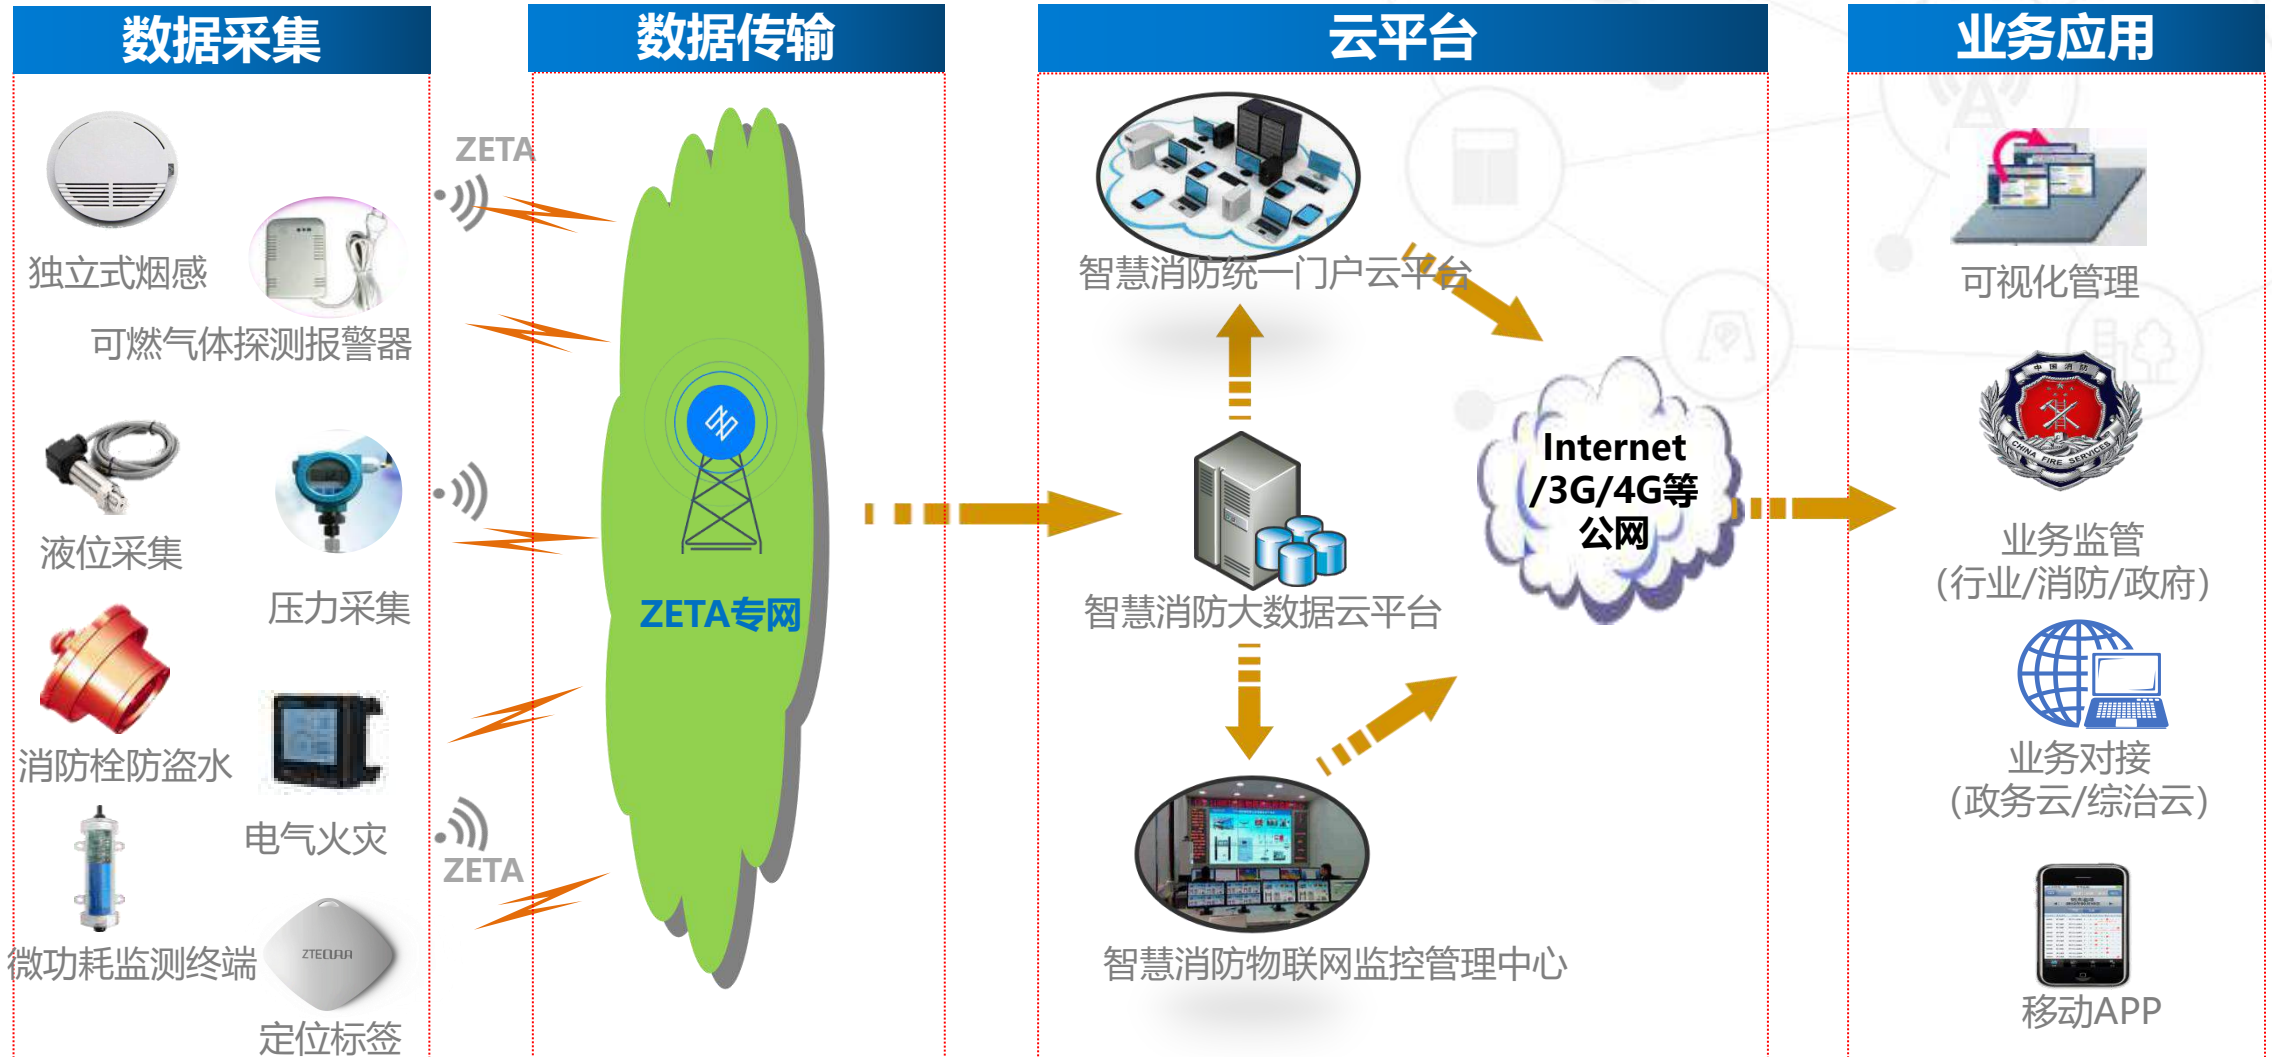 数据采集
数据传输
云平台
业务应用
独立式烟感
可燃气体探测报警器
液位采集
压力采集
消防栓防盗水
电气火灾
微功耗监测终端
定位标签
ZETA
ZETA
ZETA专网
智慧消防统一门户云平台
智慧消防大数据云平台
智慧消防物联网监控管理中心
Internet
/3G/4G等
公网
可视化管理
中国消防
CHINA FIRE SERVICES
业务监管
(行业/消防/政府)
业务对接
(政务云/综治云)
移动APP